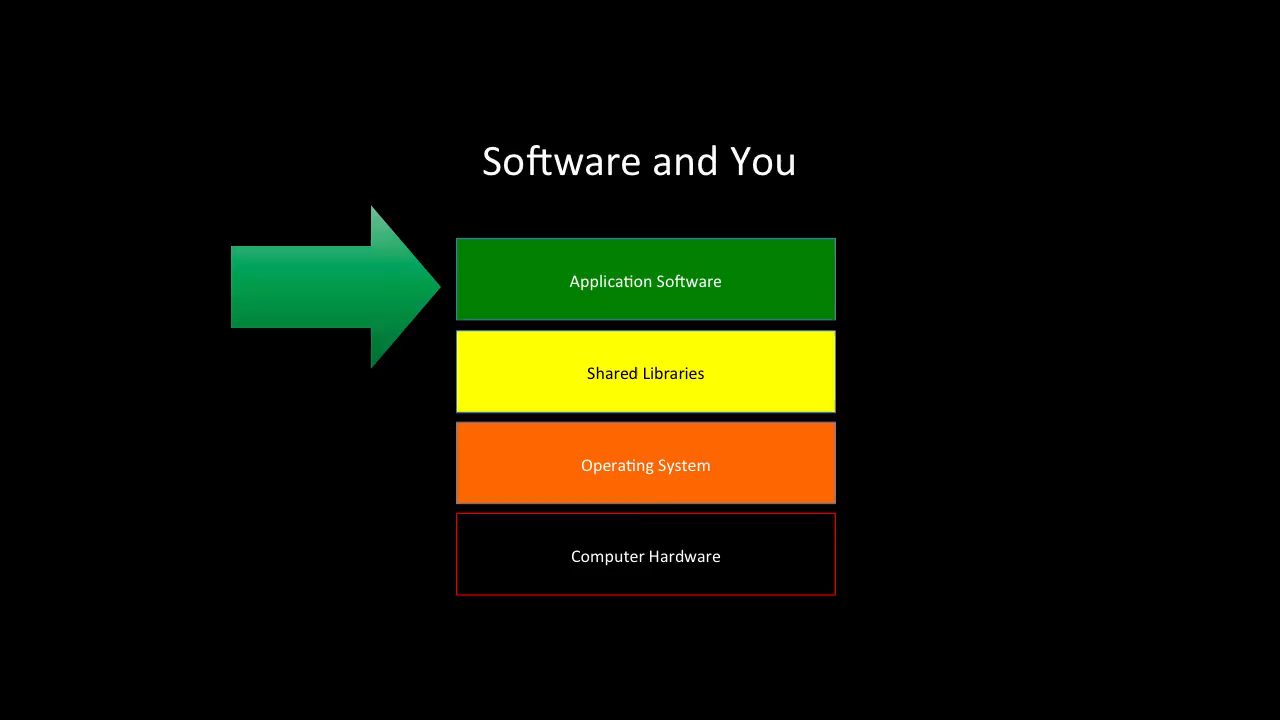 Software and You
Application Software
Shared Libraries
Operating System
Computer Hardware